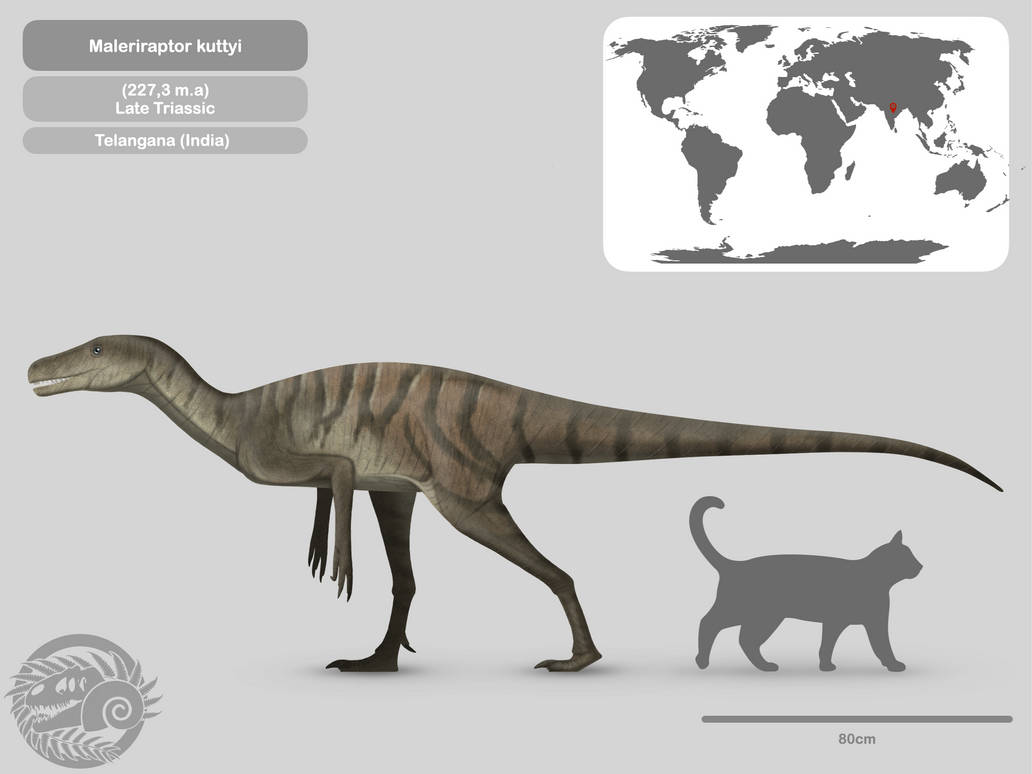 Maleriraptor kuttyi
(227,3 m.a)
Late Triassic
Telangana (India)
80cm